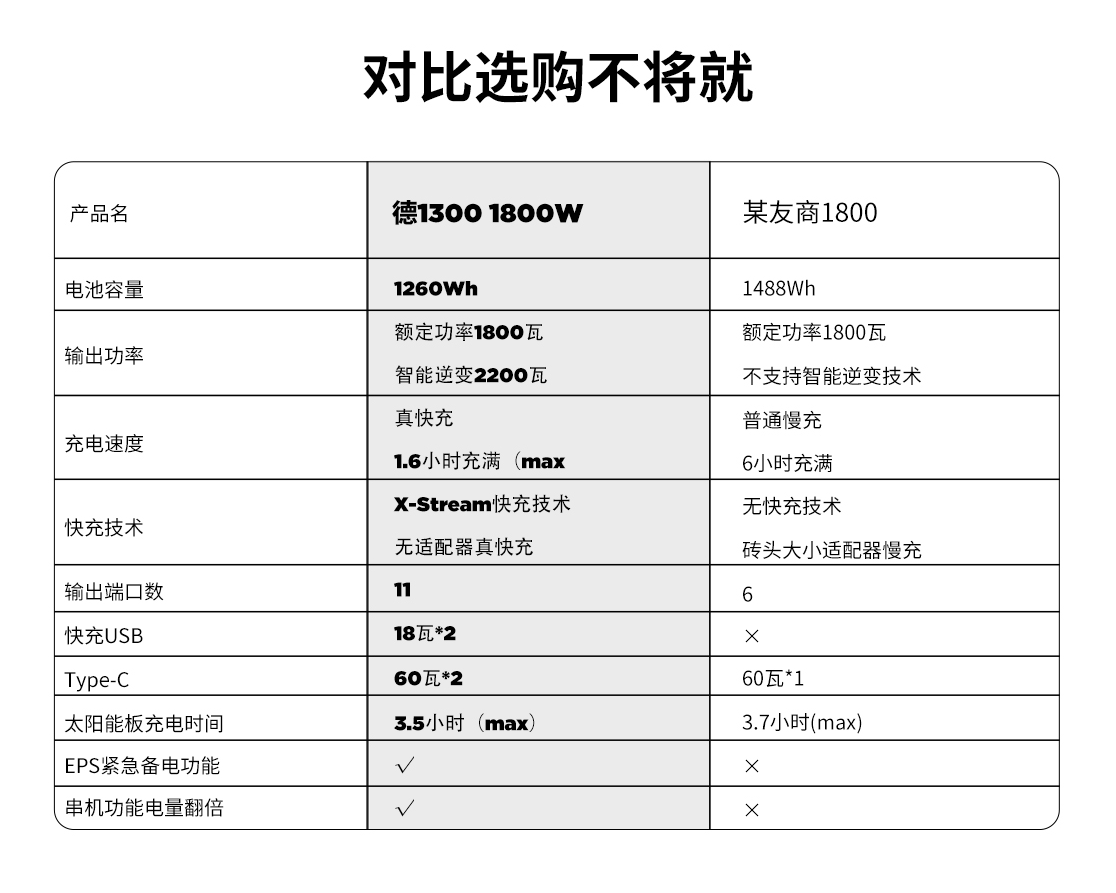 对比选购不将就
产品名
德1300 1800W
某友商1800
电池容量
1260Wh
1488Wh
输出功率
额定功率1800瓦
智能逆变2200瓦
额定功率1800瓦
不支持智能逆变技术
充电速度
真快充
1.6小时充满（max
普通慢充
6小时充满
快充技术
X-Stream快充技术
无适配器真快充
无快充技术
砖头大小适配器慢充
输出端口数
11
6
快充USB
18瓦*2
×
Type-C
60瓦*2
60瓦*1
太阳能板充电时间
3.5小时（max）
3.7小时(max)
EPS紧急备电功能
√
×
串机功能电量翻倍
√
×